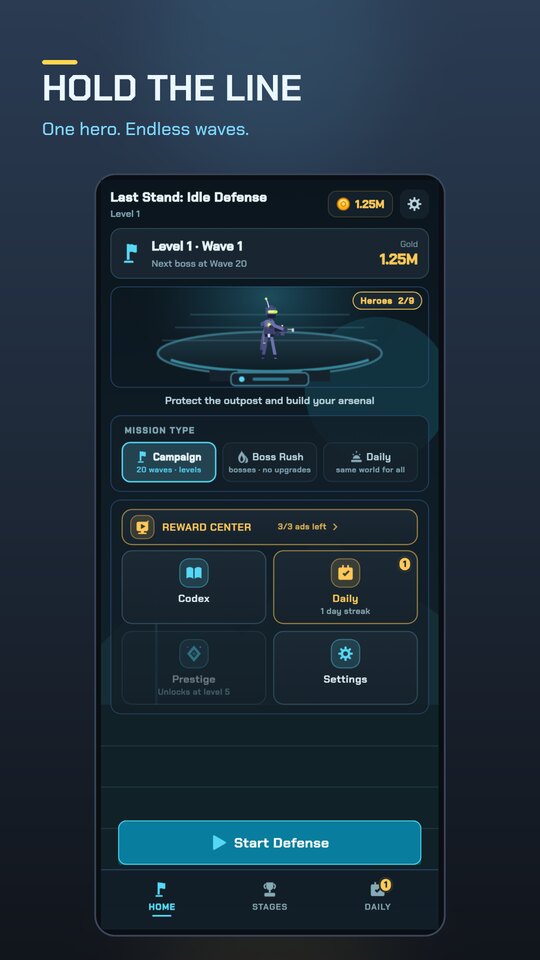 HOLD THE LINE
One hero. Endless waves.
Last Stand: Idle Defense
Level 1
1.25M
Level 1 · Wave 1
Next boss at Wave 20
Gold
1.25M
Heroes 2/9
Protect the outpost and build your arsenal
MISSION TYPE
Campaign
20 waves · levels
Boss Rush
bosses · no upgrades
Daily
same world for all
REWARD CENTER
3/3 ads left
Codex
1
Daily
1 day streak
Prestige
Unlocks at level 5
Settings
Start Defense
HOME
STAGES
1
DAILY